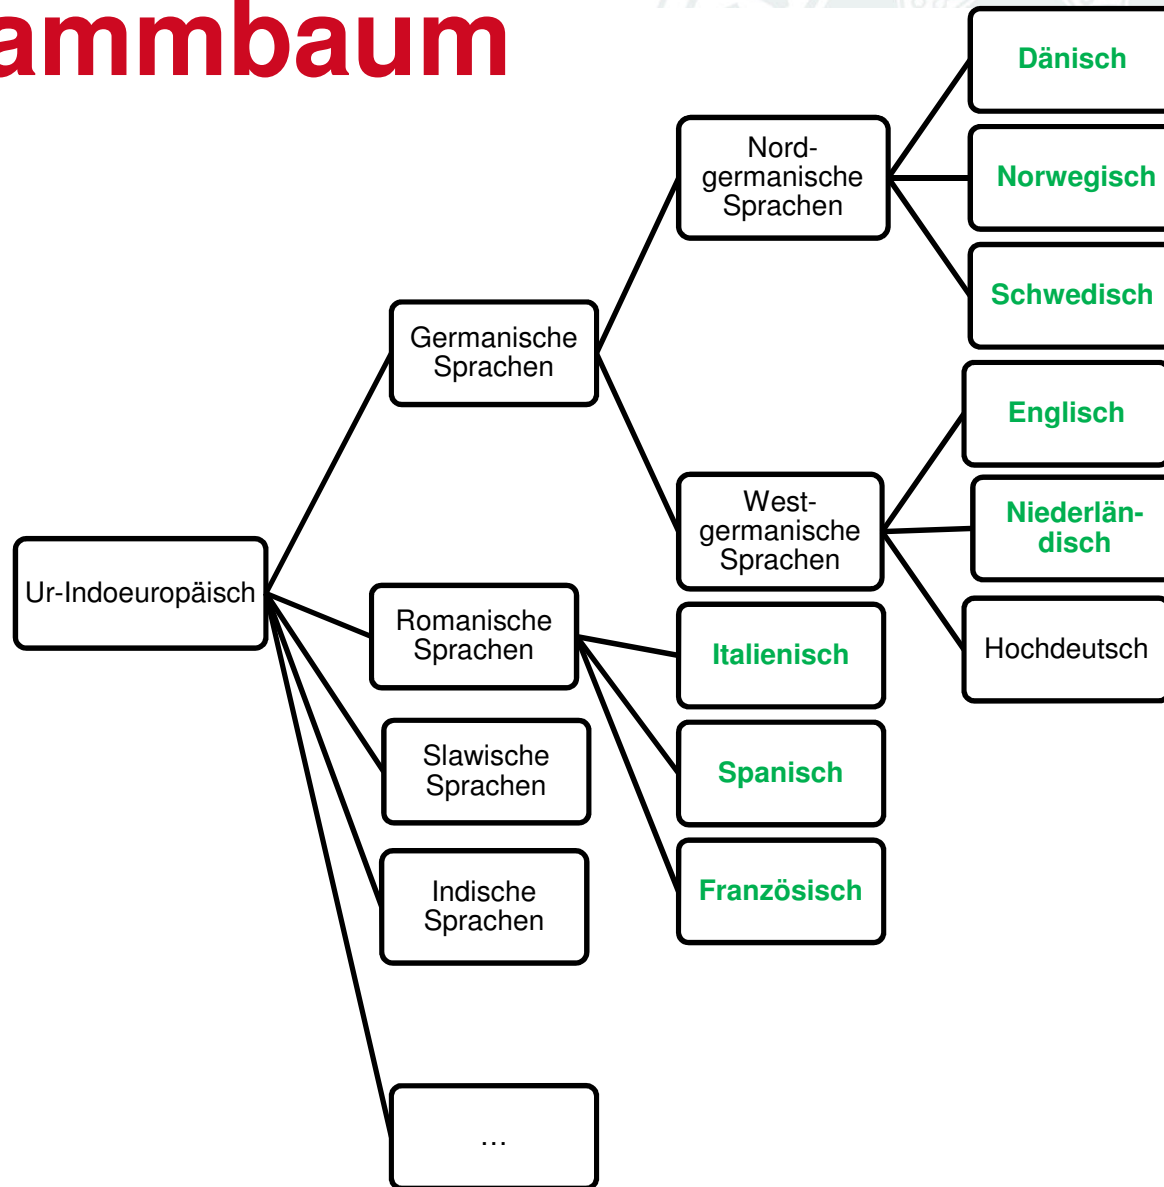 ammbaum
Dänisch
Nord-
germanische
Sprachen
Norwegisch
Schwedisch
Germanische
Sprachen
Englisch
West-
germanische
Sprachen
Niederlän-
disch
Ur-Indoeuropäisch
Romanische
Sprachen
Italienisch
Hochdeutsch
Slawische
Sprachen
Spanisch
Indische
Sprachen
Französisch
...